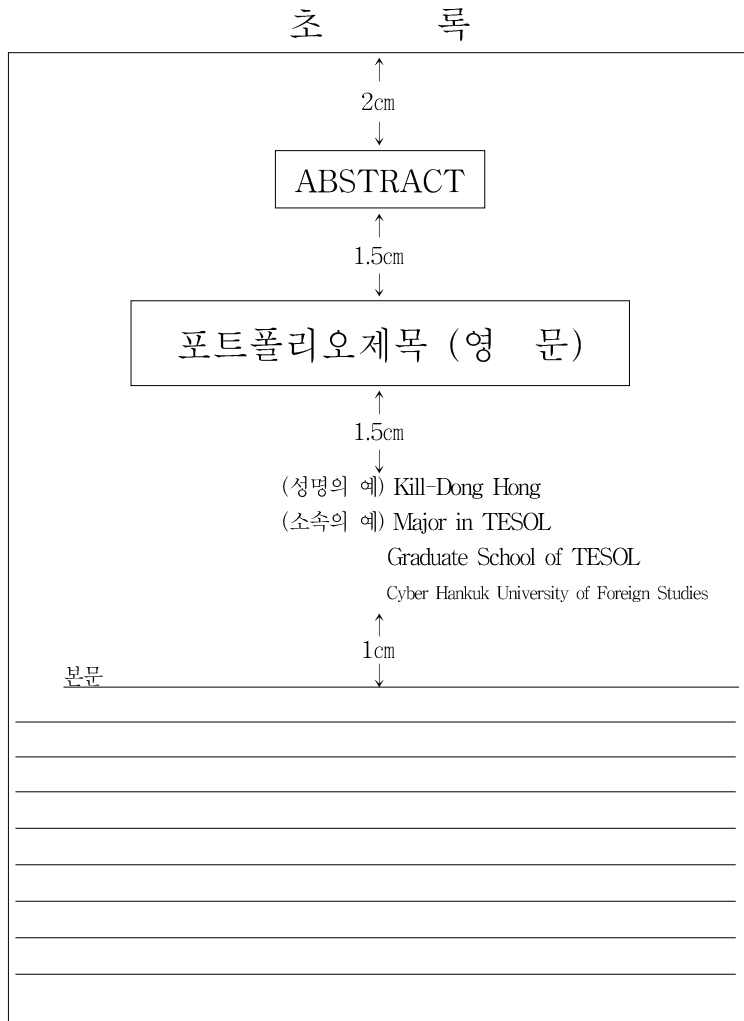 초 록
2㎝
ABSTRACT
1.5㎝
포트폴리오제목 (영 문)
1.5㎝
(성명의 예) Kill-Dong Hong
(소속의 예) Major in TESOL
Graduate School of TESOL
Cyber Hankuk University of Foreign Studies
1㎝
본문